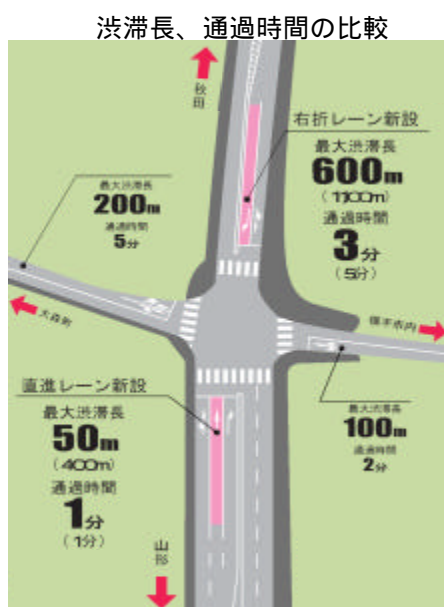 渋滞長、通過時間の比較
秋田
右折レーン新設
最大渋滞長
600m
(1100m)
通過時間
3分
(5分)
最大渋滞長
200m
通過時間
5分
大森町
横手市内
直進レーン新設
最大渋滞長
50m
(400m)
通過時間
1分
(1分)
最大渋滞長
100m
通過時間
2分
山形